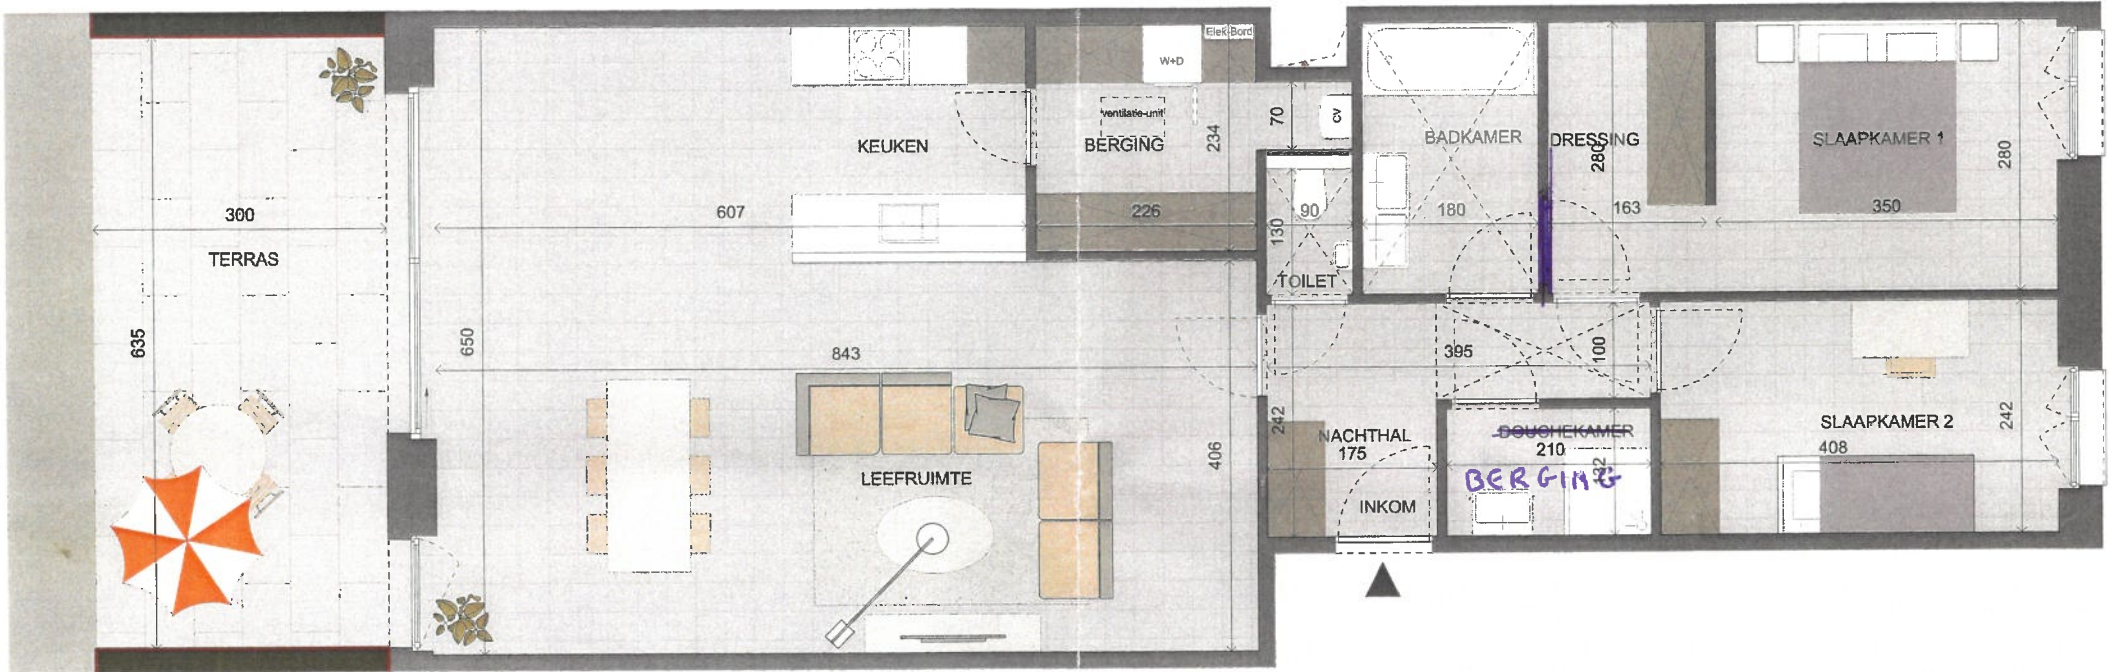 Elek-Bord
W+D
ventilatie-unit
KEUKEN
BERGING
234
70
CV
BADKAMER
DRESSING
280
SLAAPKAMER 1
280
300
607
226
90
130
180
163
350
TERRAS
TOILET
635
650
843
395
100
242
406
NACHTHAL
175
DOUCHEKAMER
210
132
BERGING
SLAAPKAMER 2
408
242
LEEFRUIMTE
INKOM